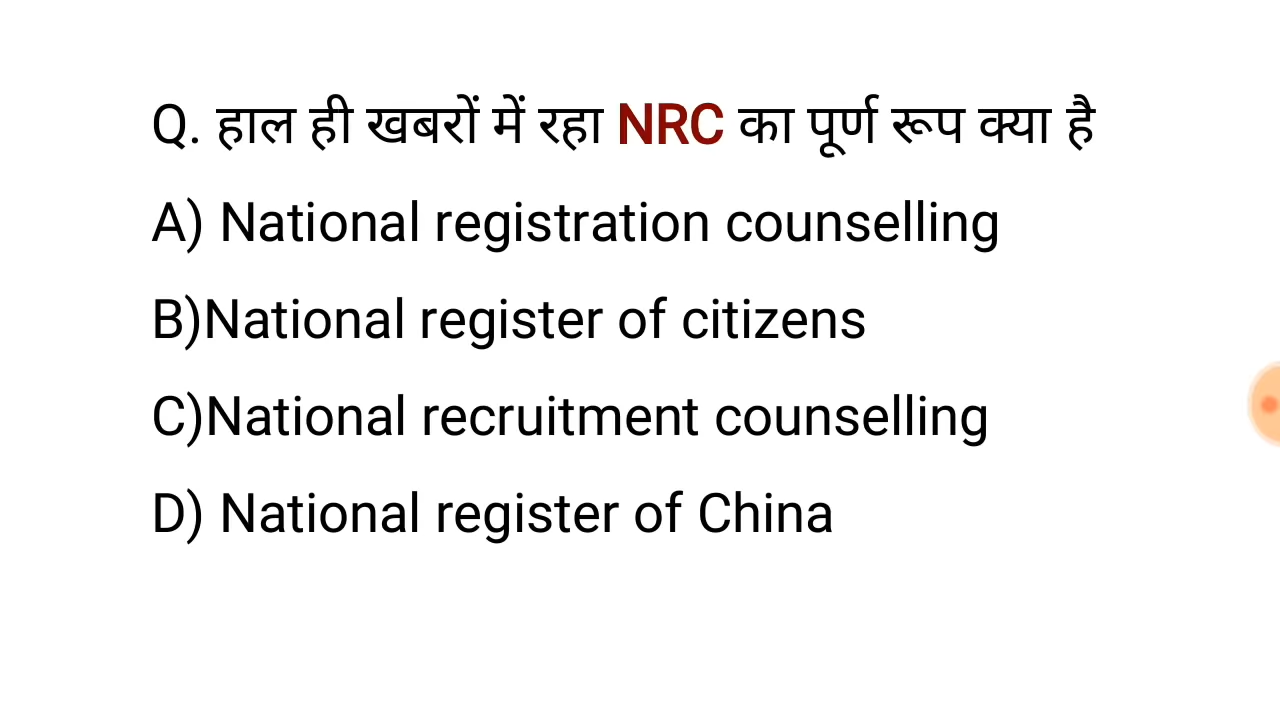 Q. हाल ही खबरों में रहा NRC का पूर्ण रूप क्या है
A) National registration counselling
B)National register of citizens
C)National recruitment counselling
D) National register of China